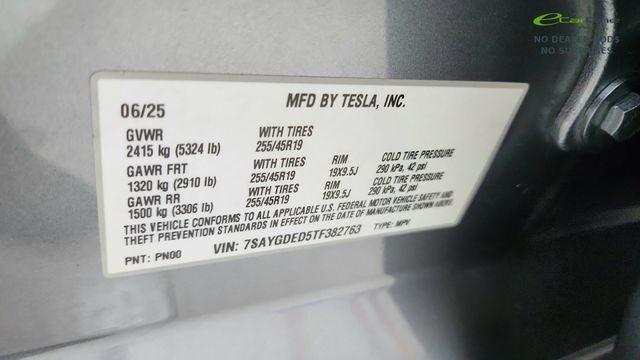 eCarOne
NO DEALER ADDS
NO SURPRISES
06/25 MFD BY TESLA, INC.
GVWR WITH TIRES
2415 kg (5324 lb) 255/45R19
GAWR FRT WITH TIRES RIM COLD TIRE PRESSURE
1320 kg (2910 lb) 255/45R19 19X9.5J 290 kPa, 42 psi
GAWR RR WITH TIRES RIM COLD TIRE PRESSURE
1500 kg (3306 lb) 255/45R19 19X9.5J 290 kPa, 42 psi
THIS VEHICLE CONFORMS TO ALL APPLICABLE U.S. FEDERAL MOTOR VEHICLE SAFETY AND
THEFT PREVENTION STANDARDS IN EFFECT ON THE DATE OF MANUFACTURE SHOWN ABOVE.
PNT: PN00 VIN: 7SAYGDED5TF382763 TYPE: MPV